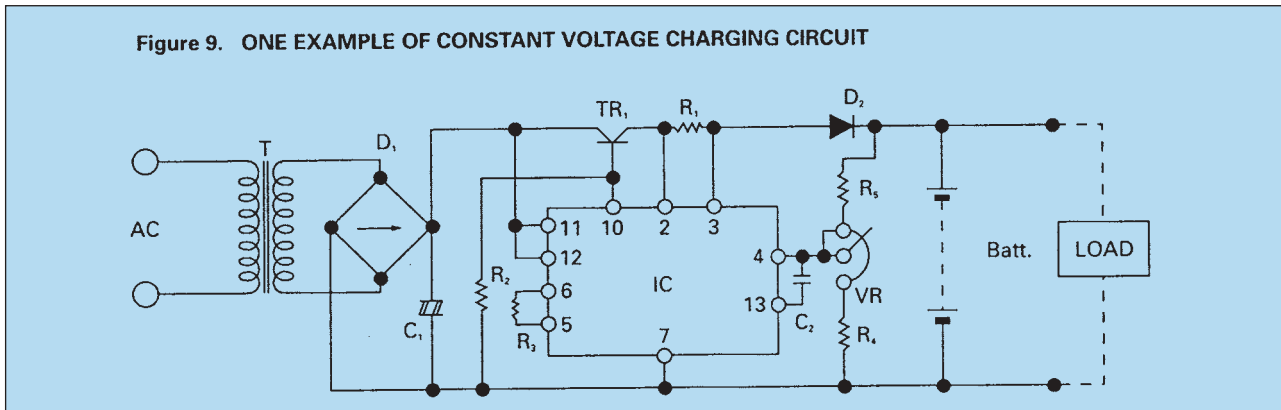 Figure 9. ONE EXAMPLE OF CONSTANT VOLTAGE CHARGING CIRCUIT
TR₁ R₁ D₂
T D₁
AC
R₅
11 10 2 3
12 4
R₂ 6 IC
5 13 VR
C₁ R₃ 7 C₂ R₄
Batt. LOAD